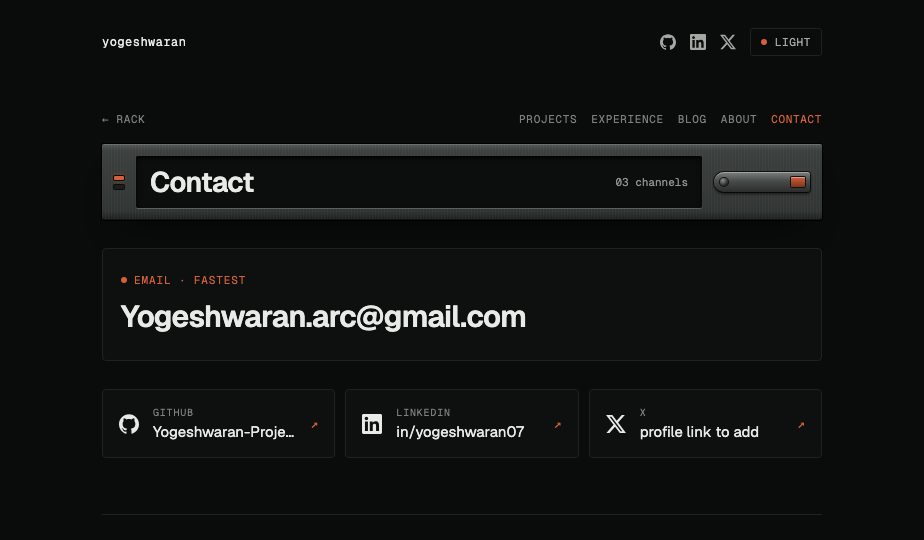 yogeshwaran
LIGHT
← RACK
PROJECTS EXPERIENCE BLOG ABOUT CONTACT
Contact
03 channels
EMAIL · FASTEST
Yogeshwaran.arc@gmail.com
GITHUB
Yogeshwaran-Proje...
↗
LINKEDIN
in/yogeshwaran07
↗
X
profile link to add
↗